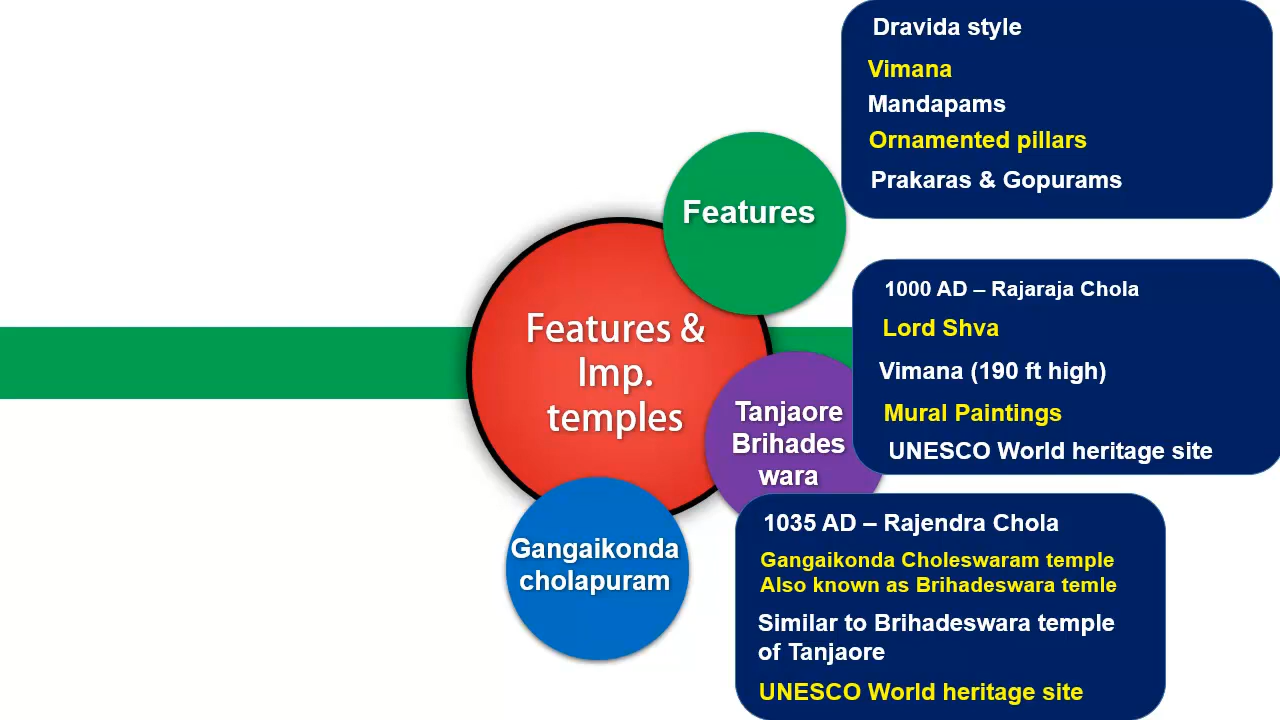 Features &
Imp.
temples
Features
Dravida style
Vimana
Mandapams
Ornamented pillars
Prakaras & Gopurams
Tanjaore
Brihades
wara
1000 AD – Rajaraja Chola
Lord Shva
Vimana (190 ft high)
Mural Paintings
UNESCO World heritage site
Gangaikonda
cholapuram
1035 AD – Rajendra Chola
Gangaikonda Choleswaram temple
Also known as Brihadeswara temle
Similar to Brihadeswara temple
of Tanjaore
UNESCO World heritage site